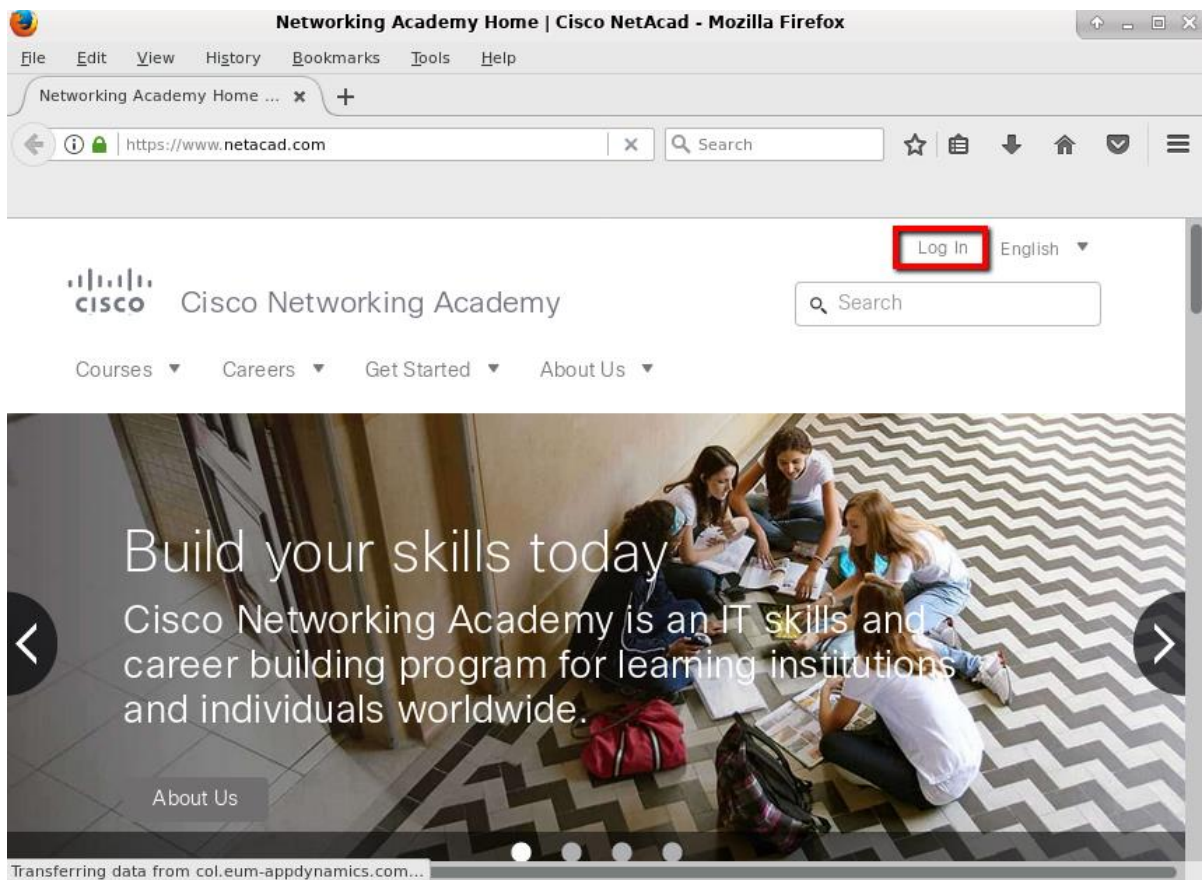 Networking Academy Home | Cisco NetAcad - Mozilla Firefox
File Edit View History Bookmarks Tools Help
Networking Academy Home ...
https://www.netacad.com
Search
Log In English
CISCO Cisco Networking Academy
Search
Courses Careers Get Started About Us
Build your skills today
Cisco Networking Academy is an IT skills and
career building program for learning institutions
and individuals worldwide.
About Us
Transferring data from col.eum-appdynamics.com...